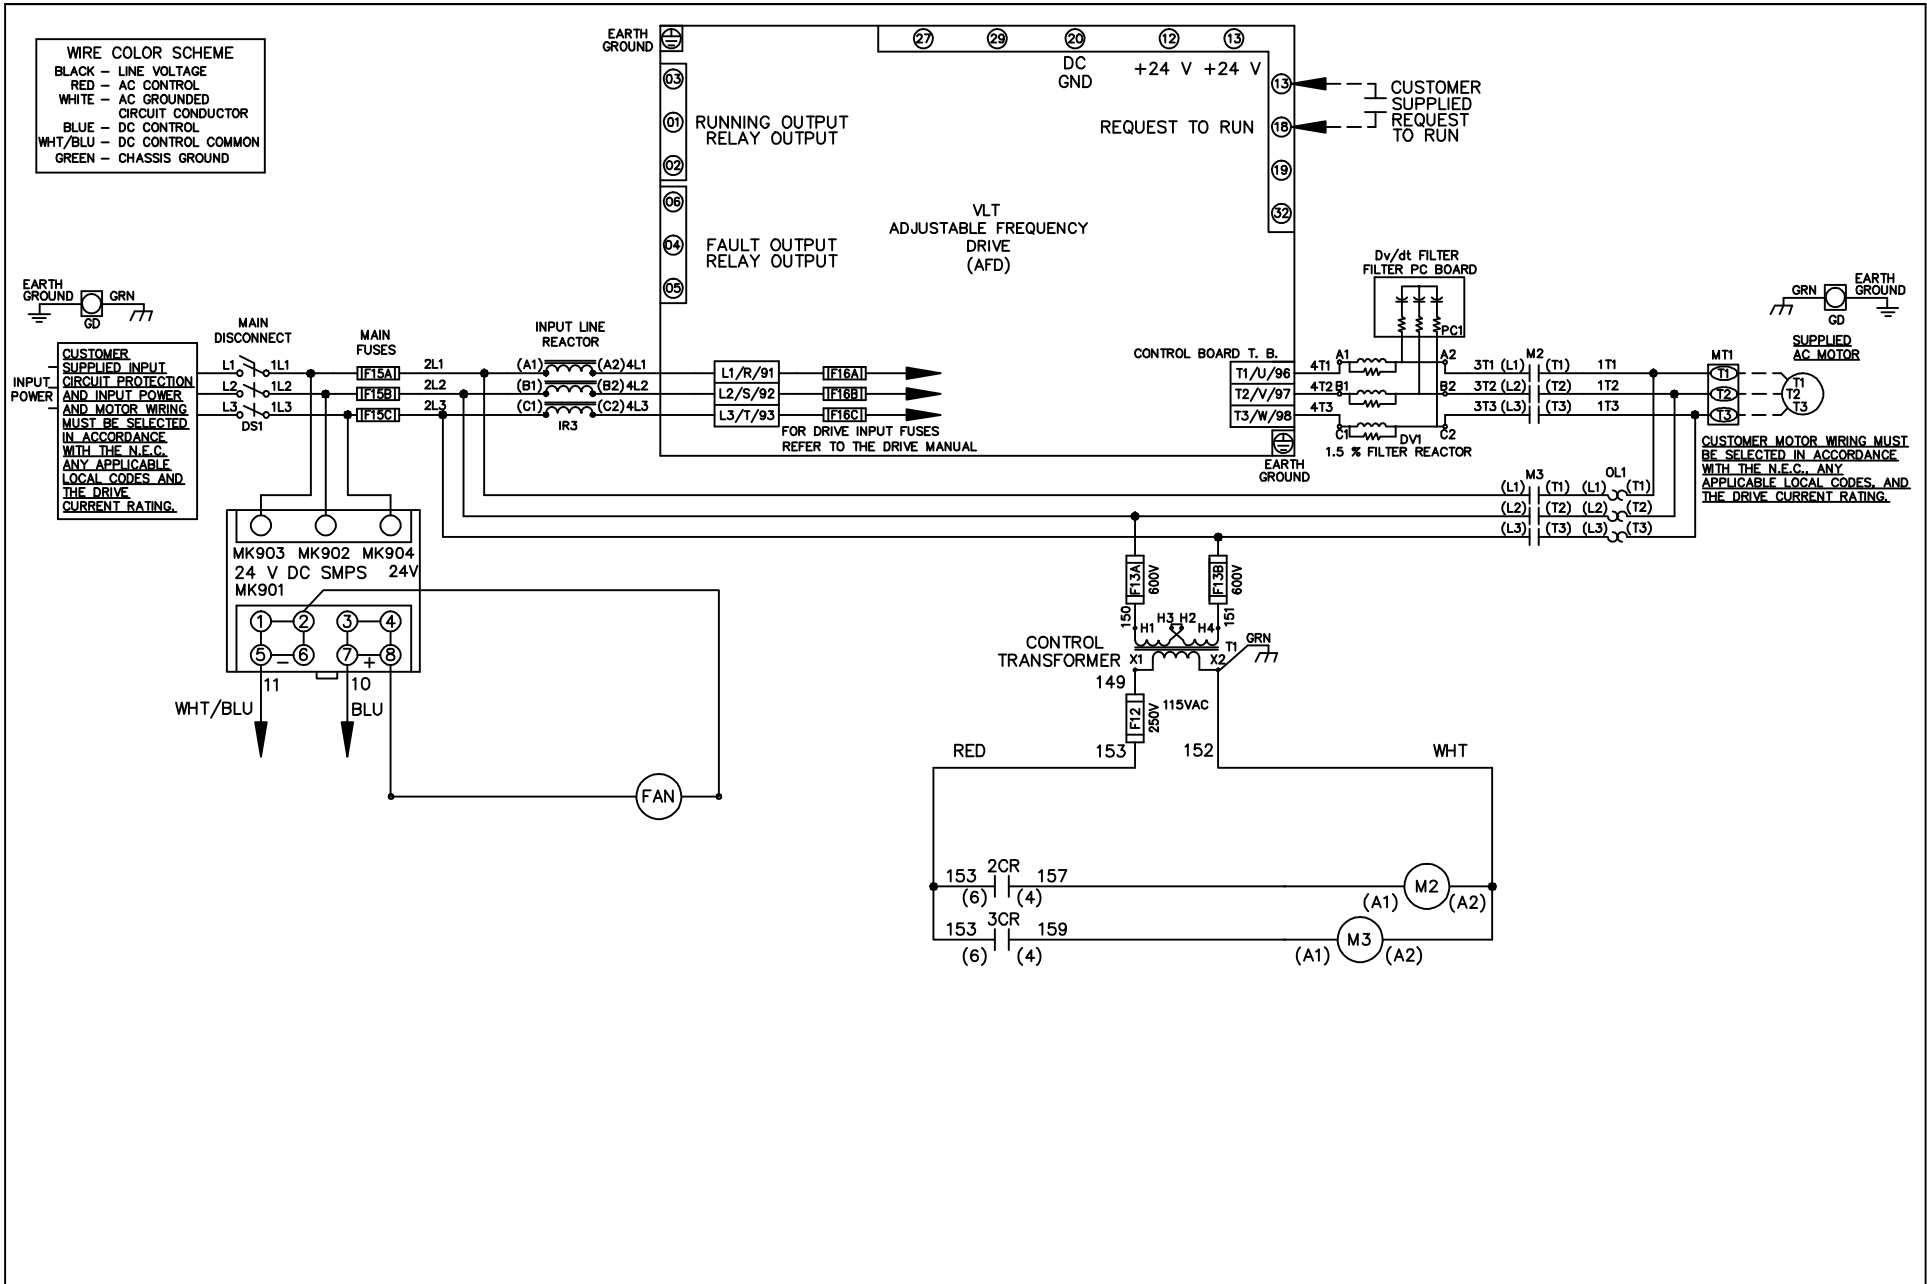 WIRE COLOR SCHEME
BLACK – LINE VOLTAGE
RED – AC CONTROL
WHITE – AC GROUNDED
CIRCUIT CONDUCTOR
BLUE – DC CONTROL
WHT/BLU – DC CONTROL COMMON
GREEN – CHASSIS GROUND
EARTH
GROUND
03
01
02
RUNNING OUTPUT
RELAY OUTPUT
06
04
05
FAULT OUTPUT
RELAY OUTPUT
27 29 20 12 13
DC
GND
+24 V +24 V
13
REQUEST TO RUN 18
19
32
CUSTOMER
SUPPLIED
REQUEST
TO RUN
VLT
ADJUSTABLE FREQUENCY
DRIVE
(AFD)
Dv/dt FILTER
FILTER PC BOARD
PC1
EARTH
GROUND
GRN
GD
INPUT
POWER
CUSTOMER
SUPPLIED INPUT
CIRCUIT PROTECTION
AND INPUT POWER
AND MOTOR WIRING
MUST BE SELECTED
IN ACCORDANCE
WITH THE N.E.C.
ANY APPLICABLE
LOCAL CODES AND
THE DRIVE
CURRENT RATING.
MAIN
DISCONNECT
L1 1L1
L2 1L2
L3 1L3
DS1
MAIN
FUSES
F15A
F15B
F15C
2L1
2L2
2L3
INPUT LINE
REACTOR
(A1) (A2) 4L1
(B1) (B2) 4L2
(C1) (C2) 4L3
IR3
L1/R/91
L2/S/92
L3/T/93
F16A
F16B
F16C
FOR DRIVE INPUT FUSES
REFER TO THE DRIVE MANUAL
CONTROL BOARD T. B.
T1/U/96
T2/V/97
T3/W/98
EARTH
GROUND
4T1 A1 A2
4T2 B1 B2
4T3 C1 C2
DV1
1.5 % FILTER REACTOR
M2
3T1 (L1) (T1) 1T1
3T2 (L2) (T2) 1T2
3T3 (L3) (T3) 1T3
MT1
T1
T2
T3
GRN
EARTH
GROUND
GD
SUPPLIED
AC MOTOR
T1
T2
T3
CUSTOMER MOTOR WIRING MUST
BE SELECTED IN ACCORDANCE
WITH THE N.E.C., ANY
APPLICABLE LOCAL CODES, AND
THE DRIVE CURRENT RATING.
M3 OL1
(L1) (T1) (L1) (T1)
(L2) (T2) (L2) (T2)
(L3) (T3) (L3) (T3)
MK903 MK902 MK904
24 V DC SMPS 24V
MK901
1 2 3 4
5 – 6 7 + 8
11 10
WHT/BLU BLU
FAN
F13A
600V
F13B
600V
150 151
H1 H3 H2 H4
T1 GRN
CONTROL
TRANSFORMER X1 X2
149
F12
250V
115VAC
RED 153 152 WHT
153 2CR 157
(6) (4)
M2
(A1) (A2)
153 3CR 159
(6) (4)
M3
(A1) (A2)